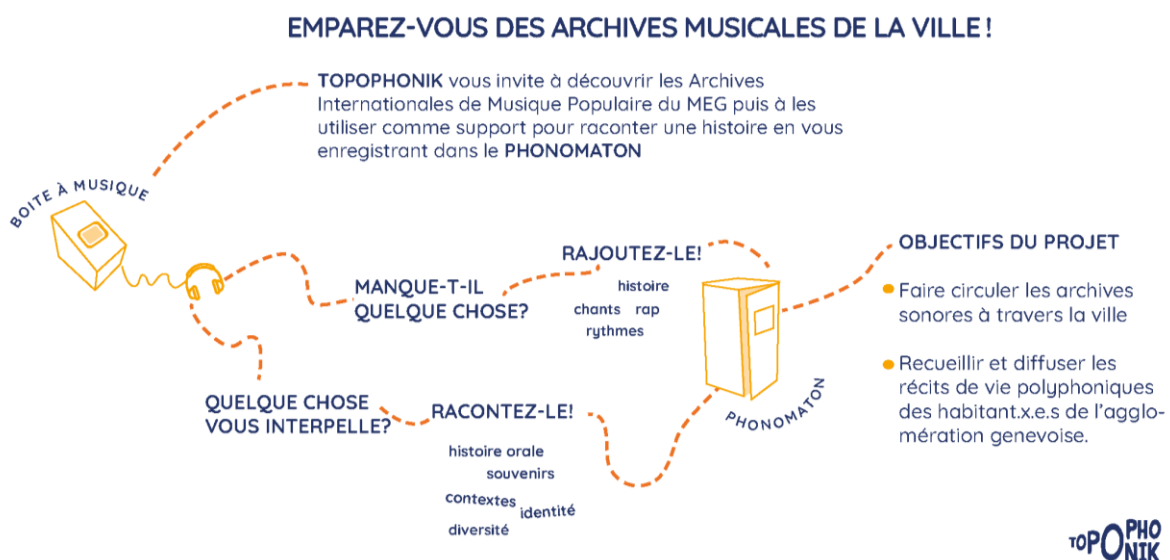 EMPAREZ-VOUS DES ARCHIVES MUSICALES DE LA VILLE !
TOPOPHONIK vous invite à découvrir les Archives
Internationales de Musique Populaire du MEG puis à les
utiliser comme support pour raconter une histoire en vous
enregistrant dans le PHONOMATON
BOITE À MUSIQUE
MANQUE-T-IL
QUELQUE CHOSE?
RAJOUTEZ-LE!
histoire
chants rap
rythmes
QUELQUE CHOSE
VOUS INTERPELLE?
RACONTEZ-LE!
histoire orale
souvenirs
contextes
identité
diversité
PHONOMATON
OBJECTIFS DU PROJET
Faire circuler les archives
sonores à travers la ville
Recueillir et diffuser les
récits de vie polyphoniques
des habitant.x.e.s de l'agglo-
mération genevoise.
TOPOPHO
NIK